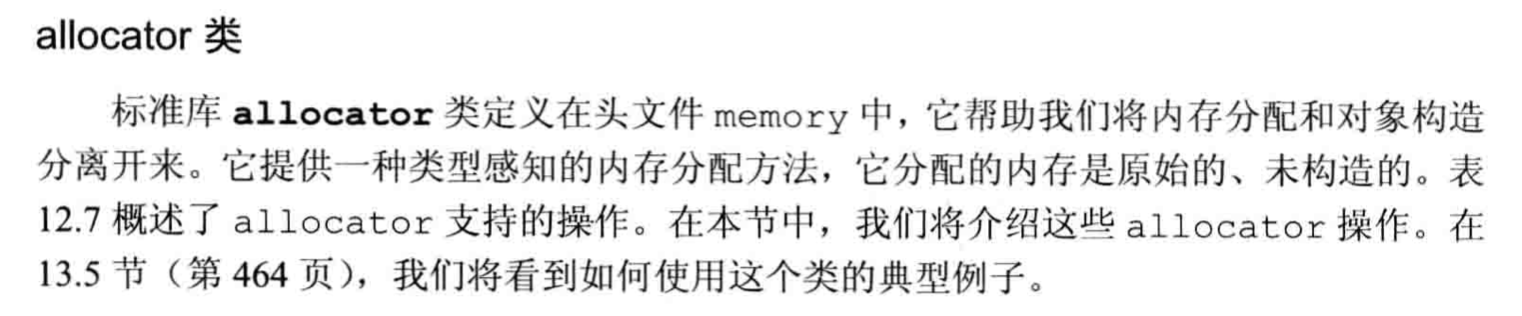 allocator 类
标准库 allocator 类定义在头文件 memory 中，它帮助我们将内存分配和对象构造
分离开来。它提供一种类型感知的内存分配方法，它分配的内存是原始的、未构造的。表
12.7 概述了 allocator 支持的操作。在本节中，我们将介绍这些 allocator 操作。在
13.5 节（第 464 页），我们将看到如何使用这个类的典型例子。